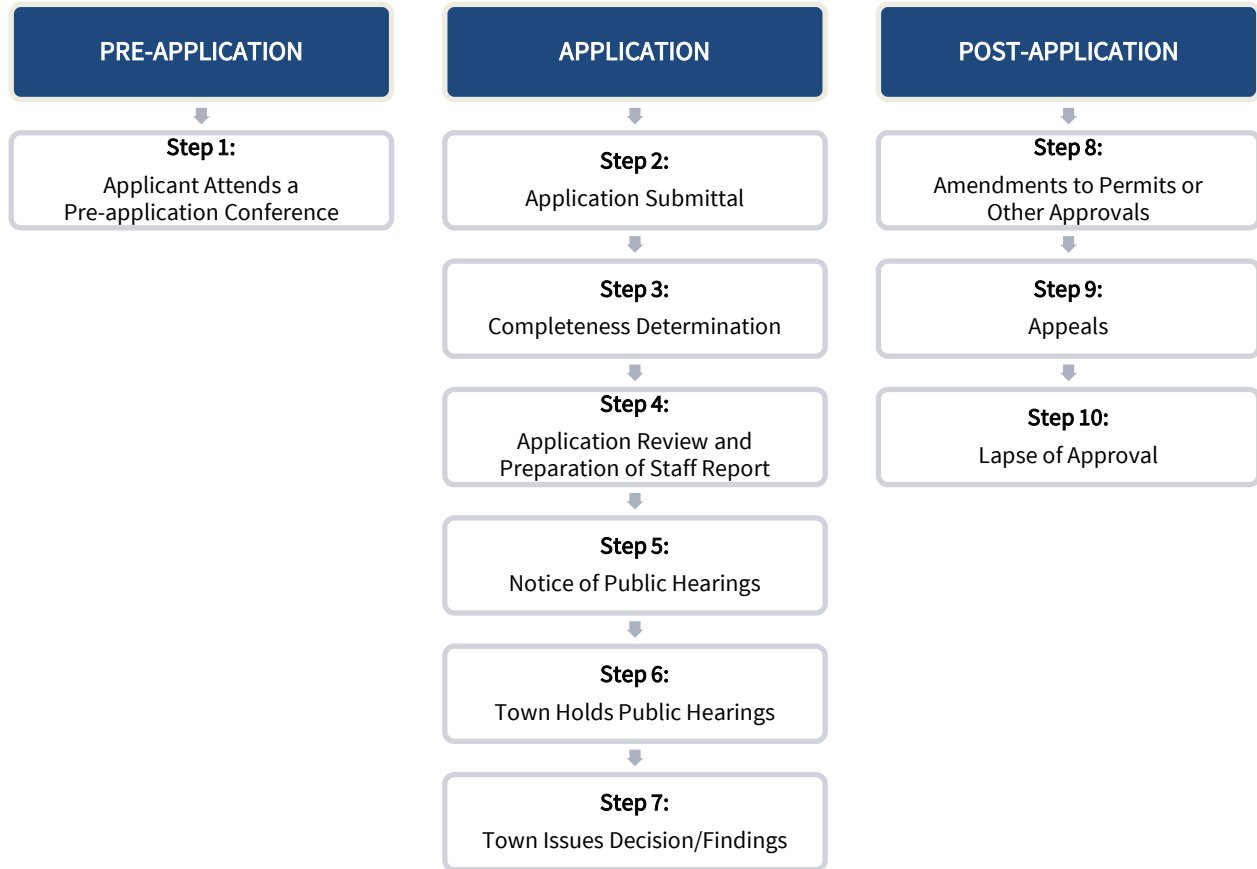 PRE-APPLICATION
Step 1:
Applicant Attends a
Pre-application Conference
APPLICATION
Step 2:
Application Submittal
Step 3:
Completeness Determination
Step 4:
Application Review and
Preparation of Staff Report
Step 5:
Notice of Public Hearings
Step 6:
Town Holds Public Hearings
Step 7:
Town Issues Decision/Findings
POST-APPLICATION
Step 8:
Amendments to Permits or
Other Approvals
Step 9:
Appeals
Step 10:
Lapse of Approval